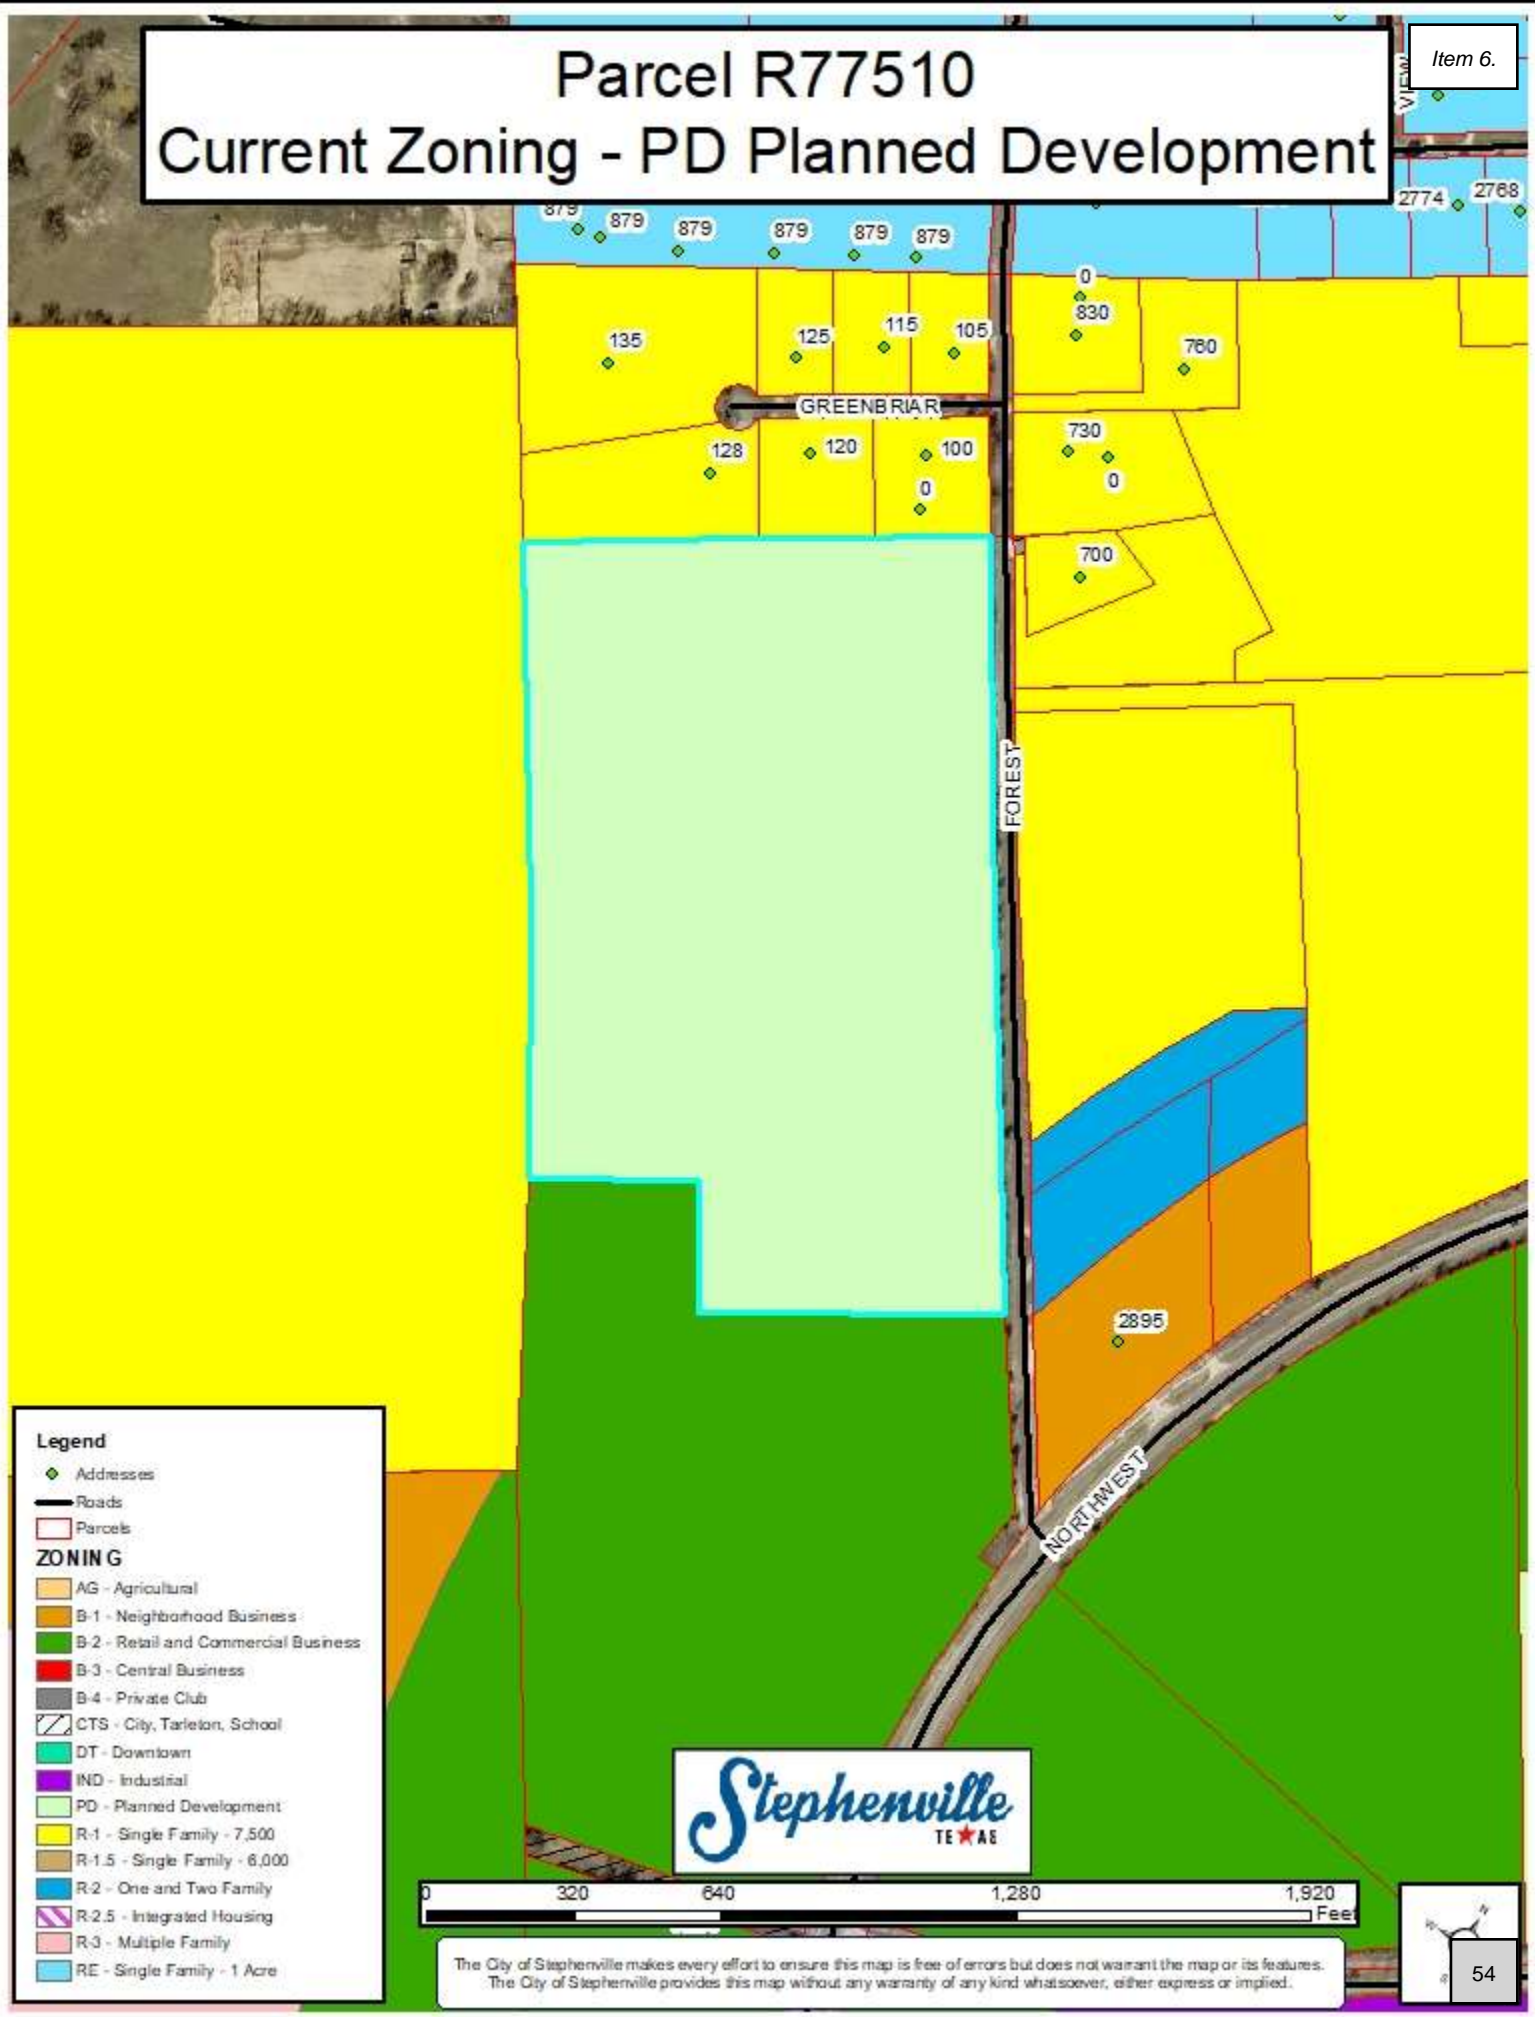 Item 6.
Parcel R77510
Current Zoning - PD Planned Development
VIEW
2774
2768
879
879
879
879
879
879
0
830
760
135
125
115
105
GREENBRIAR
128
120
100
0
730
0
700
FOREST
2895
NORTHWEST
Legend
Addresses
Roads
Parcels
ZONING
AG - Agricultural
B-1 - Neighborhood Business
B-2 - Retail and Commercial Business
B-3 - Central Business
B-4 - Private Club
CTS - City, Tarleton, School
DT - Downtown
IND - Industrial
PD - Planned Development
R-1 - Single Family - 7,500
R-1.5 - Single Family - 6,000
R-2 - One and Two Family
R-2.5 - Integrated Housing
R-3 - Multiple Family
RE - Single Family - 1 Acre
Stephenville
TEXAS
0 320 640 1,280 1,920
Feet
The City of Stephenville makes every effort to ensure this map is free of errors but does not warrant the map or its features.
The City of Stephenville provides this map without any warranty of any kind whatsoever, either express or implied.
N
54